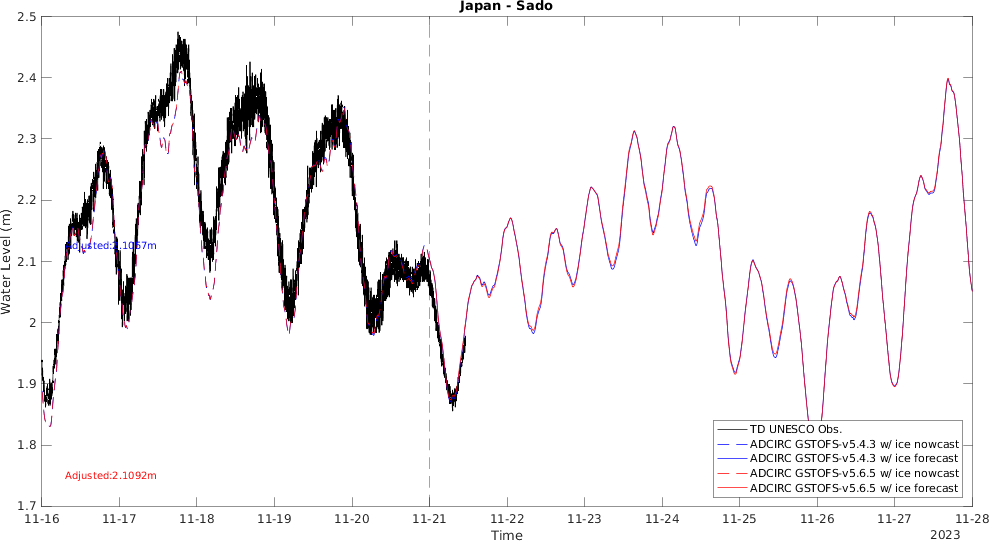 Japan - Sado
2.5
2.4
2.3
2.2
2.1
2
1.9
1.8
1.7
Water Level (m)
Adjusted:2.1067m
Adjusted:2.1092m
TD UNESCO Obs.
ADCIRC GSTOFS-v5.4.3 w/ ice nowcast
ADCIRC GSTOFS-v5.4.3 w/ ice forecast
ADCIRC GSTOFS-v5.6.5 w/ ice nowcast
ADCIRC GSTOFS-v5.6.5 w/ ice forecast
11-16 11-17 11-18 11-19 11-20 11-21 11-22 11-23 11-24 11-25 11-26 11-27 11-28
Time
2023